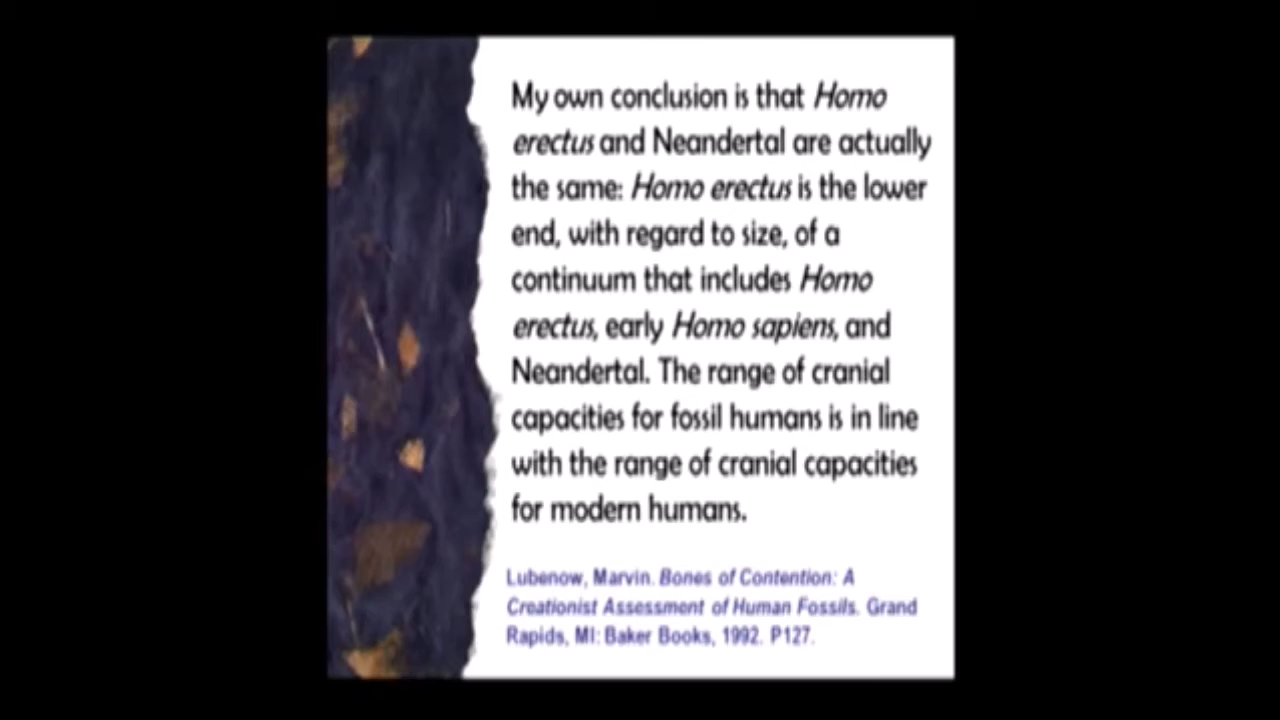 My own conclusion is that Homo
erectus and Neandertal are actually
the same: Homo erectus is the lower
end, with regard to size, of a
continuum that includes Homo
erectus, early Homo sapiens, and
Neandertal. The range of cranial
capacities for fossil humans is in line
with the range of cranial capacities
for modern humans.
Lubenow, Marvin. Bones of Contention: A
Creationist Assessment of Human Fossils. Grand
Rapids, MI: Baker Books, 1992. P127.